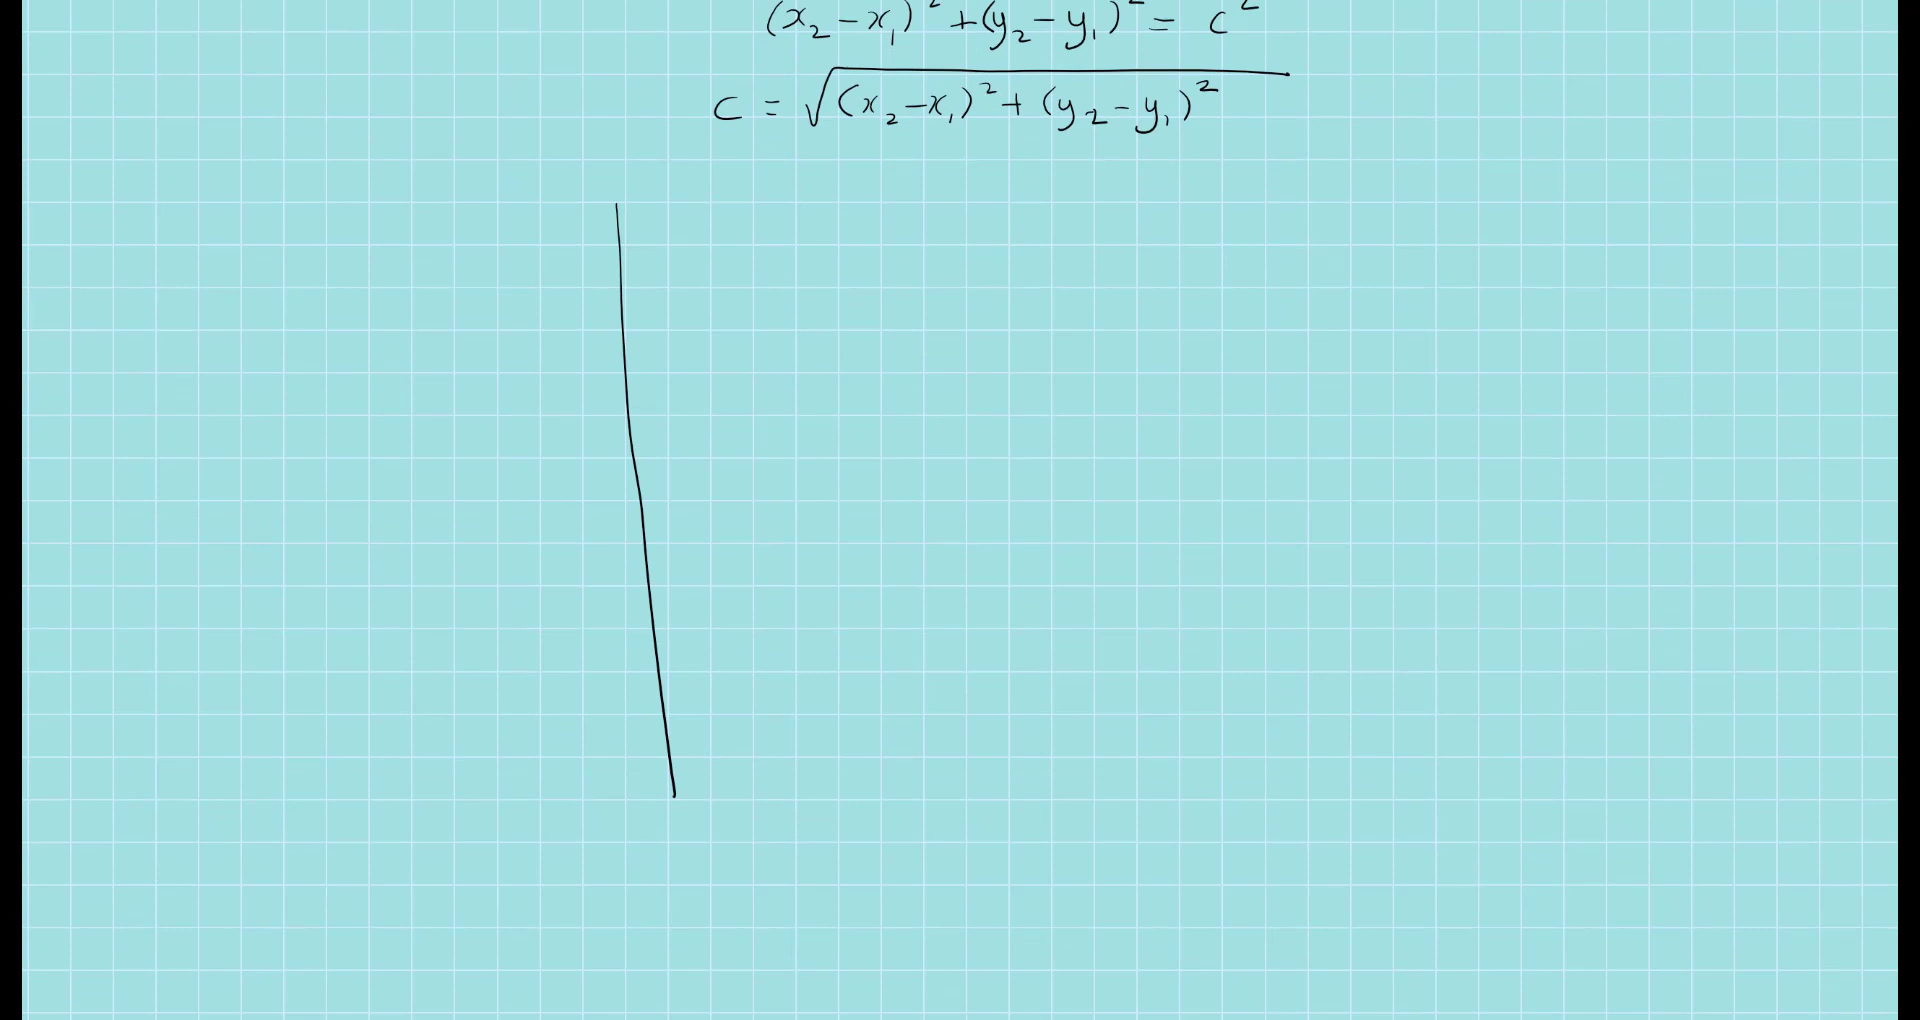 (x₂-x₁)²+(y₂-y₁)² = c²
c = √(x₂-x₁)²+(y₂-y₁)²